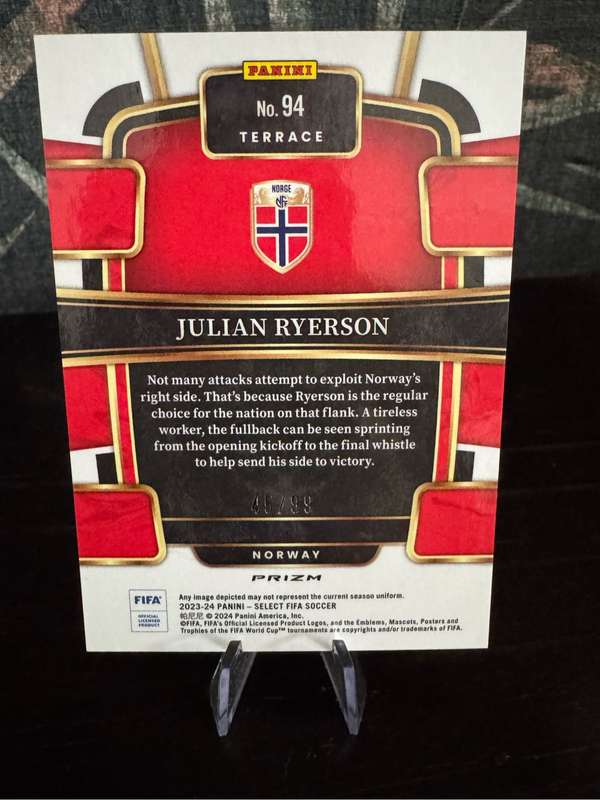 PANINI
No. 94
TERRACE
NORGE
NFF
JULIAN RYERSON
Not many attacks attempt to exploit Norway's
right side. That's because Ryerson is the regular
choice for the nation on that flank. A tireless
worker, the fullback can be seen sprinting
from the opening kickoff to the final whistle
to help send his side to victory.
NORWAY
PRIZM
FIFA®
OFFICIAL
LICENSED
PRODUCT
Any image depicted may not represent the current season uniform.
2023-24 PANINI – SELECT FIFA SOCCER
帕尼尼 © 2024 Panini America, Inc.
©FIFA, FIFA's Official Licensed Product Logos, and the Emblems, Mascots, Posters and
Trophies of the FIFA World Cup™ tournaments are copyrights and/or trademarks of FIFA.